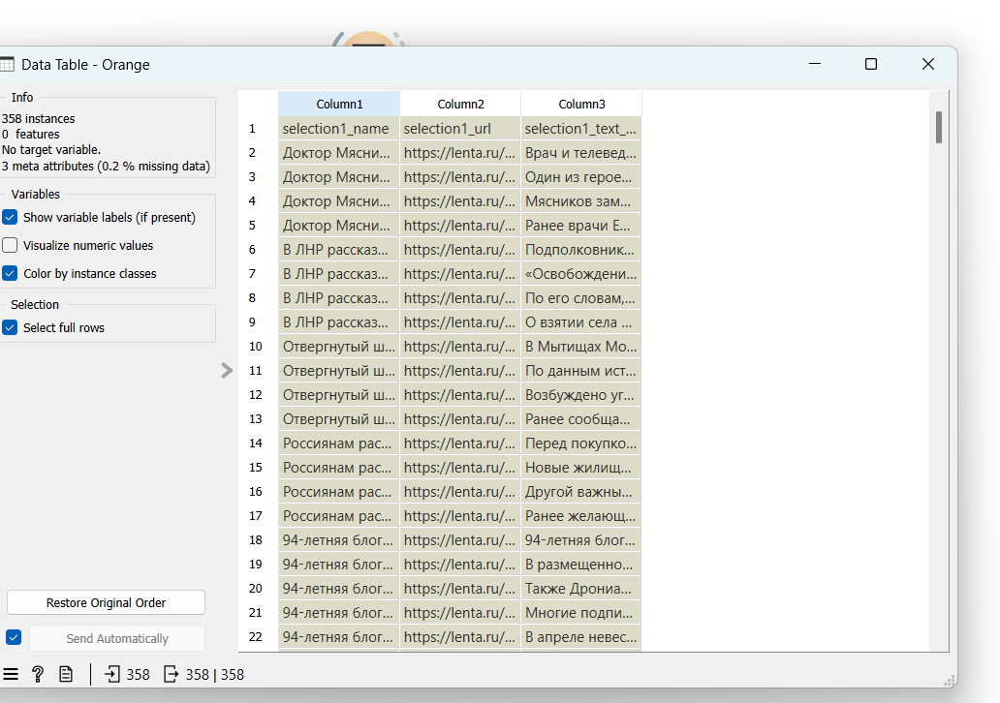 Data Table - Orange
Info
358 instances
0 features
No target variable.
3 meta attributes (0.2 % missing data)
Variables
Show variable labels (if present)
Visualize numeric values
Color by instance classes
Selection
Select full rows
Restore Original Order
Send Automatically
358
358 | 358
Column1 Column2 Column3
1 selection1_name selection1_url selection1_text_...
2 Доктор Мясни... https://lenta.ru/... Врач и телевед...
3 Доктор Мясни... https://lenta.ru/... Один из герое...
4 Доктор Мясни... https://lenta.ru/... Мясников зам...
5 Доктор Мясни... https://lenta.ru/... Ранее врачи Е...
6 В ЛНР рассказ... https://lenta.ru/... Подполковник...
7 В ЛНР рассказ... https://lenta.ru/... «Освобождени...
8 В ЛНР рассказ... https://lenta.ru/... По его словам,...
9 В ЛНР рассказ... https://lenta.ru/... О взятии села ...
10 Отвергнутый ш... https://lenta.ru/... В Мытищах Мо...
11 Отвергнутый ш... https://lenta.ru/... По данным ист...
12 Отвергнутый ш... https://lenta.ru/... Возбуждено уг...
13 Отвергнутый ш... https://lenta.ru/... Ранее сообща...
14 Россиянам рас... https://lenta.ru/... Перед покупко...
15 Россиянам рас... https://lenta.ru/... Новые жилищ...
16 Россиянам рас... https://lenta.ru/... Другой важны...
17 Россиянам рас... https://lenta.ru/... Ранее желающ...
18 94-летняя блог... https://lenta.ru/... 94-летняя блог...
19 94-летняя блог... https://lenta.ru/... В размещенно...
20 94-летняя блог... https://lenta.ru/... Также Дрониа...
21 94-летняя блог... https://lenta.ru/... Многие подпи...
22 94-летняя блог... https://lenta.ru/... В апреле невес...